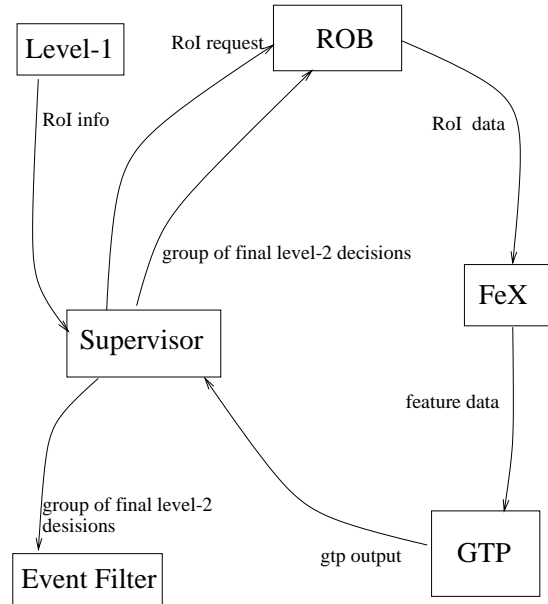 RoI request
ROB
Level-1
RoI info
RoI data
group of final level-2 decisions
FeX
Supervisor
feature data
group of final level-2
desisions
gtp output
GTP
Event Filter